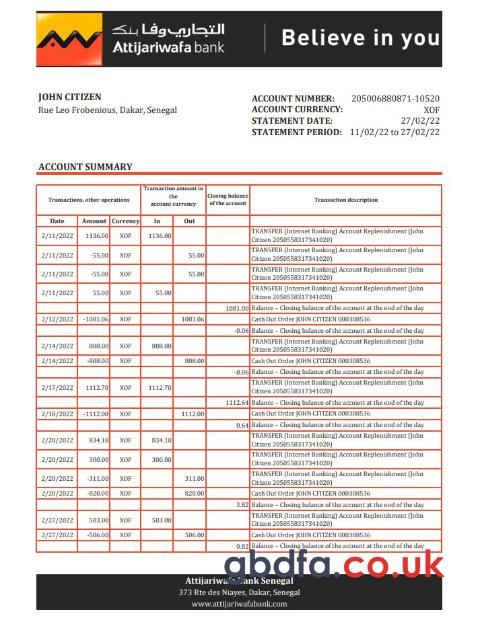 التجاري وفا بنك
Attijariwafa bank
Believe in you
JOHN CITIZEN
Rue Leo Frobenious, Dakar, Senegal
ACCOUNT NUMBER: 205006880871-10520
ACCOUNT CURRENCY: XOF
STATEMENT DATE: 27/02/22
STATEMENT PERIOD: 11/02/22 to 27/02/22
ACCOUNT SUMMARY
Transactions, other operations
Transaction amount in
the
account currency
Closing balance
of the account
Transaction description
Date Amount Currency In Out
2/11/2022 1136.00 XOF 1136.00 TRANSFER (Internet Banking) Account Replenishment (John
Citizen 2050558317341020)
2/11/2022 -55.00 XOF 55.00 TRANSFER (Internet Banking) Account Replenishment (John
Citizen 2050558317341020)
2/11/2022 -55.00 XOF 55.00 TRANSFER (Internet Banking) Account Replenishment (John
Citizen 2050558317341020)
2/11/2022 55.00 XOF 55.00 TRANSFER (Internet Banking) Account Replenishment (John
Citizen 2050558317341020)
1081.00 Balance – Closing balance of the account at the end of the day
2/12/2022 -1081.06 XOF 1081.06 Cash Out Order JOHN CITIZEN 000308536
-0.06 Balance – Closing balance of the account at the end of the day
2/14/2022 808.00 XOF 808.00 TRANSFER (Internet Banking) Account Replenishment (John
Citizen 2050558317341020)
2/14/2022 -808.00 XOF 808.00 Cash Out Order JOHN CITIZEN 000308536
-0.06 Balance – Closing balance of the account at the end of the day
2/17/2022 1112.70 XOF 1112.70 TRANSFER (Internet Banking) Account Replenishment (John
Citizen 2050558317341020)
1112.64 Balance – Closing balance of the account at the end of the day
2/18/2022 -1112.00 XOF 1112.00 Cash Out Order JOHN CITIZEN 000308536
0.64 Balance – Closing balance of the account at the end of the day
2/20/2022 834.18 XOF 834.18 TRANSFER (Internet Banking) Account Replenishment (John
Citizen 2050558317341020)
2/20/2022 300.00 XOF 300.00 TRANSFER (Internet Banking) Account Replenishment (John
Citizen 2050558317341020)
2/20/2022 -311.00 XOF 311.00 TRANSFER (Internet Banking) Account Replenishment (John
Citizen 2050558317341020)
2/20/2022 -820.00 XOF 820.00 Cash Out Order JOHN CITIZEN 000308536
3.82 Balance – Closing balance of the account at the end of the day
2/27/2022 503.00 XOF 503.00 TRANSFER (Internet Banking) Account Replenishment (John
Citizen 2050558317341020)
2/27/2022 -506.00 XOF 506.00 Cash Out Order JOHN CITIZEN 000308536
0.82 Balance – Closing balance of the account at the end of the day
gbdfa.co.uk
Attijariwafa Bank Senegal
373 Rte des Niayes, Dakar, Senegal
www.attijariwafabank.com